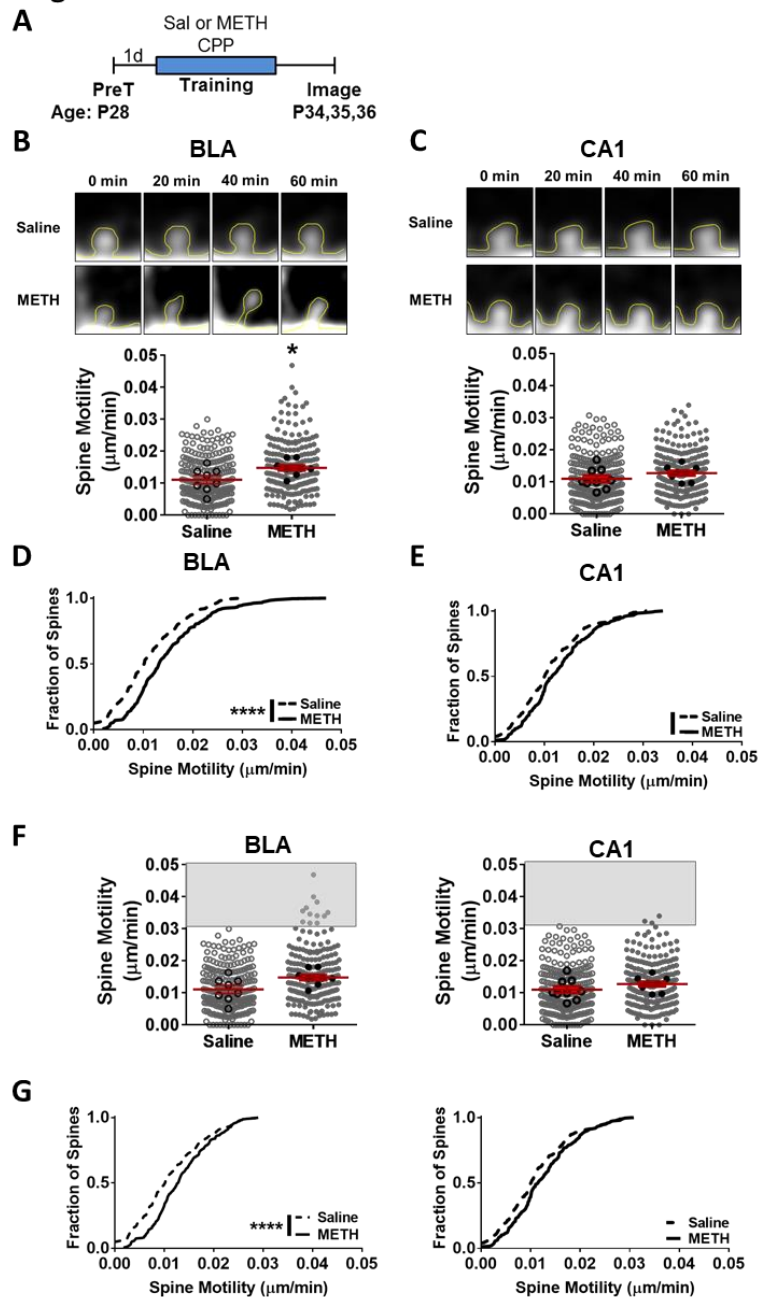 A
Sal or METH
CPP
1d
Training
PreT
Image
Age: P28
P34,35,36
B
BLA
0 min 20 min 40 min 60 min
Saline
METH
*
Spine Motility
(μm/min)
0.05
0.04
0.03
0.02
0.01
0.00
Saline METH
C
CA1
0 min 20 min 40 min 60 min
Saline
METH
Spine Motility
(μm/min)
0.05
0.04
0.03
0.02
0.01
0.00
Saline METH
D
BLA
Fraction of Spines
1.0
0.5
0.0
**** Saline
METH
0.00 0.01 0.02 0.03 0.04 0.05
Spine Motility (μm/min)
E
CA1
Fraction of Spines
1.0
0.5
0.0
Saline
METH
0.00 0.01 0.02 0.03 0.04 0.05
Spine Motility (μm/min)
F
BLA
Spine Motility
(μm/min)
0.05
0.04
0.03
0.02
0.01
0.00
Saline METH
CA1
Spine Motility
(μm/min)
0.05
0.04
0.03
0.02
0.01
0.00
Saline METH
G
Fraction of Spines
1.0
0.5
0.0
**** Saline
METH
0.00 0.01 0.02 0.03 0.04 0.05
Spine Motility (μm/min)
Fraction of Spines
1.0
0.5
0.0
Saline
METH
0.00 0.01 0.02 0.03 0.04 0.05
Spine Motility (μm/min)